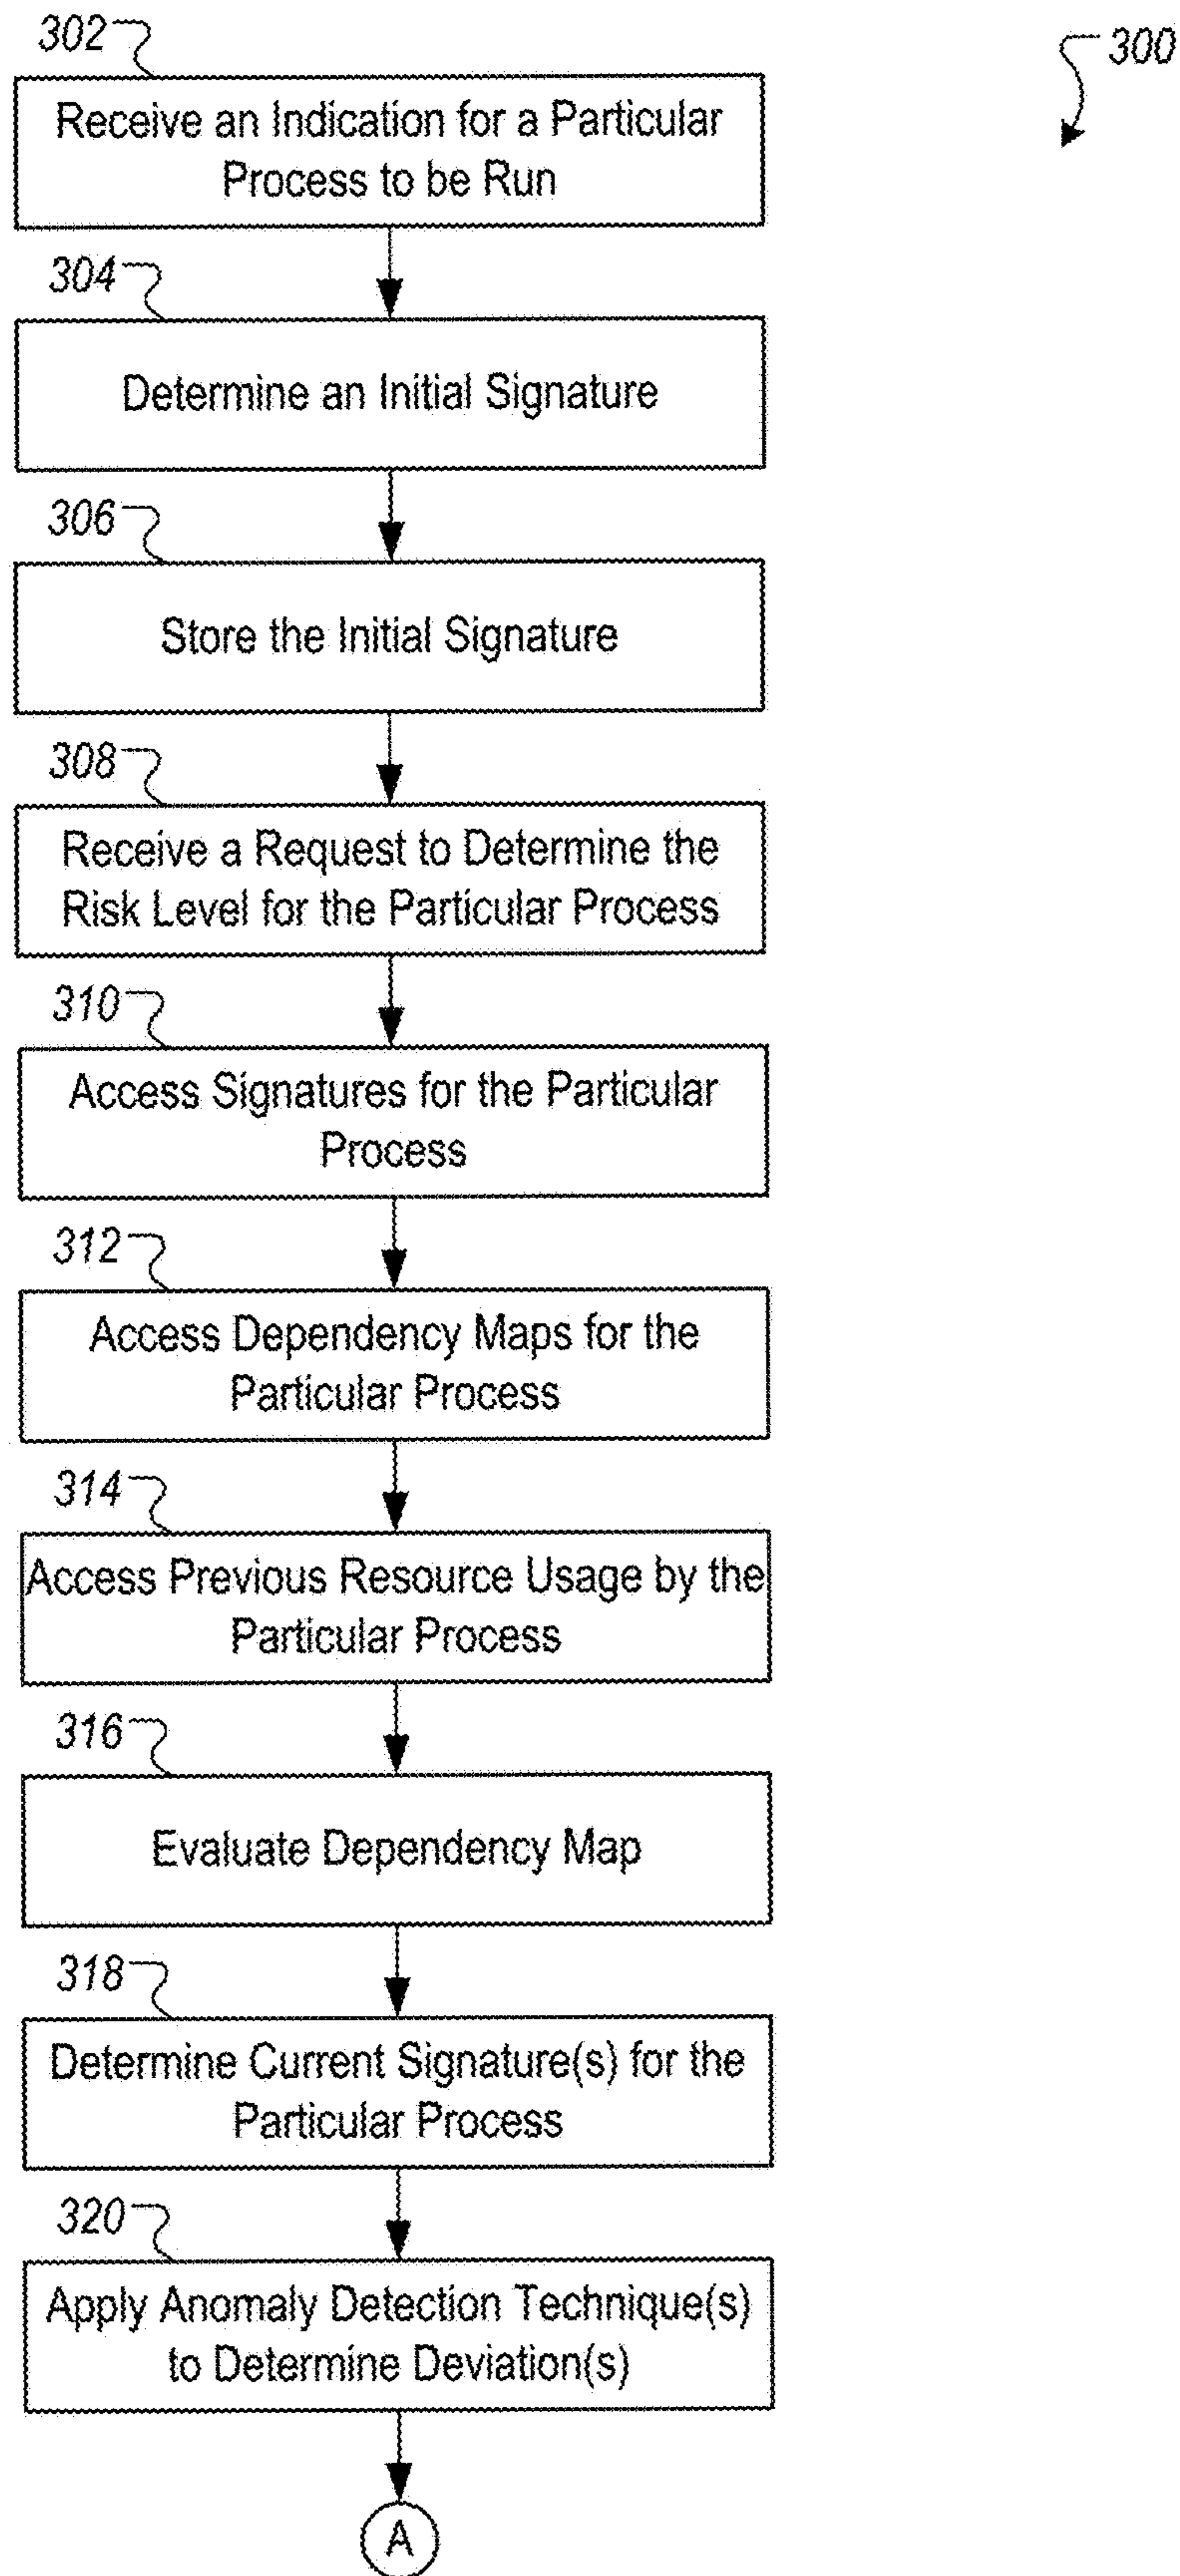 302
300
Receive an Indication for a Particular
Process to be Run
304
Determine an Initial Signature
306
Store the Initial Signature
308
Receive a Request to Determine the
Risk Level for the Particular Process
310
Access Signatures for the Particular
Process
312
Access Dependency Maps for the
Particular Process
314
Access Previous Resource Usage by the
Particular Process
316
Evaluate Dependency Map
318
Determine Current Signature(s) for the
Particular Process
320
Apply Anomaly Detection Technique(s)
to Determine Deviation(s)
A